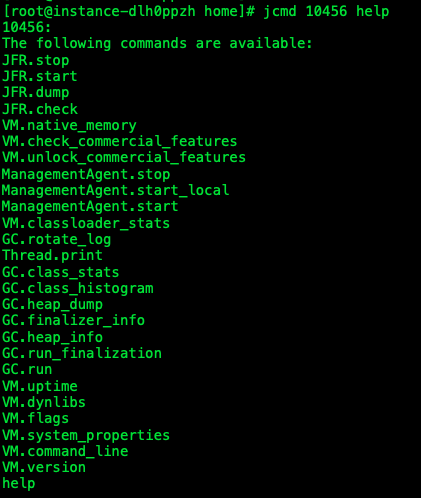 [root@instance-dlh0ppzh home]# jcmd 10456 help
10456:
The following commands are available:
JFR.stop
JFR.start
JFR.dump
JFR.check
VM.native_memory
VM.check_commercial_features
VM.unlock_commercial_features
ManagementAgent.stop
ManagementAgent.start_local
ManagementAgent.start
VM.classloader_stats
GC.rotate_log
Thread.print
GC.class_stats
GC.class_histogram
GC.heap_dump
GC.finalizer_info
GC.heap_info
GC.run_finalization
GC.run
VM.uptime
VM.dynlibs
VM.flags
VM.system_properties
VM.command_line
VM.version
help